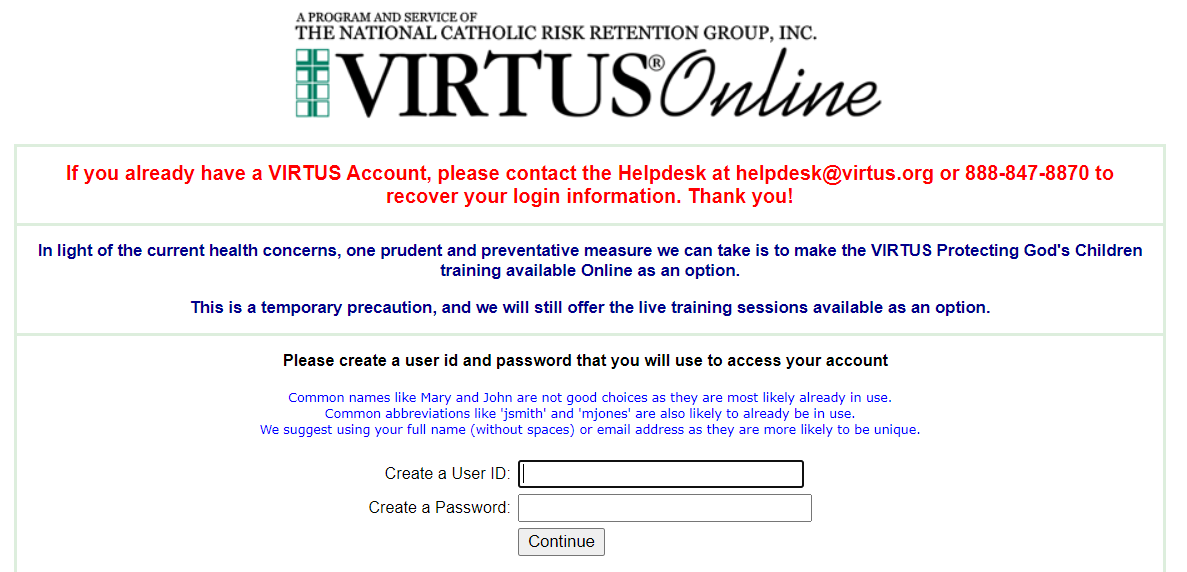 A PROGRAM AND SERVICE OF
THE NATIONAL CATHOLIC RISK RETENTION GROUP, INC.
VIRTUS® Online
If you already have a VIRTUS Account, please contact the Helpdesk at helpdesk@virtus.org or 888-847-8870 to
recover your login information. Thank you!
In light of the current health concerns, one prudent and preventative measure we can take is to make the VIRTUS Protecting God's Children
training available Online as an option.
This is a temporary precaution, and we will still offer the live training sessions available as an option.
Please create a user id and password that you will use to access your account
Common names like Mary and John are not good choices as they are most likely already in use.
Common abbreviations like 'jsmith' and 'mjones' are also likely to already be in use.
We suggest using your full name (without spaces) or email address as they are more likely to be unique.
Create a User ID:
Create a Password:
Continue